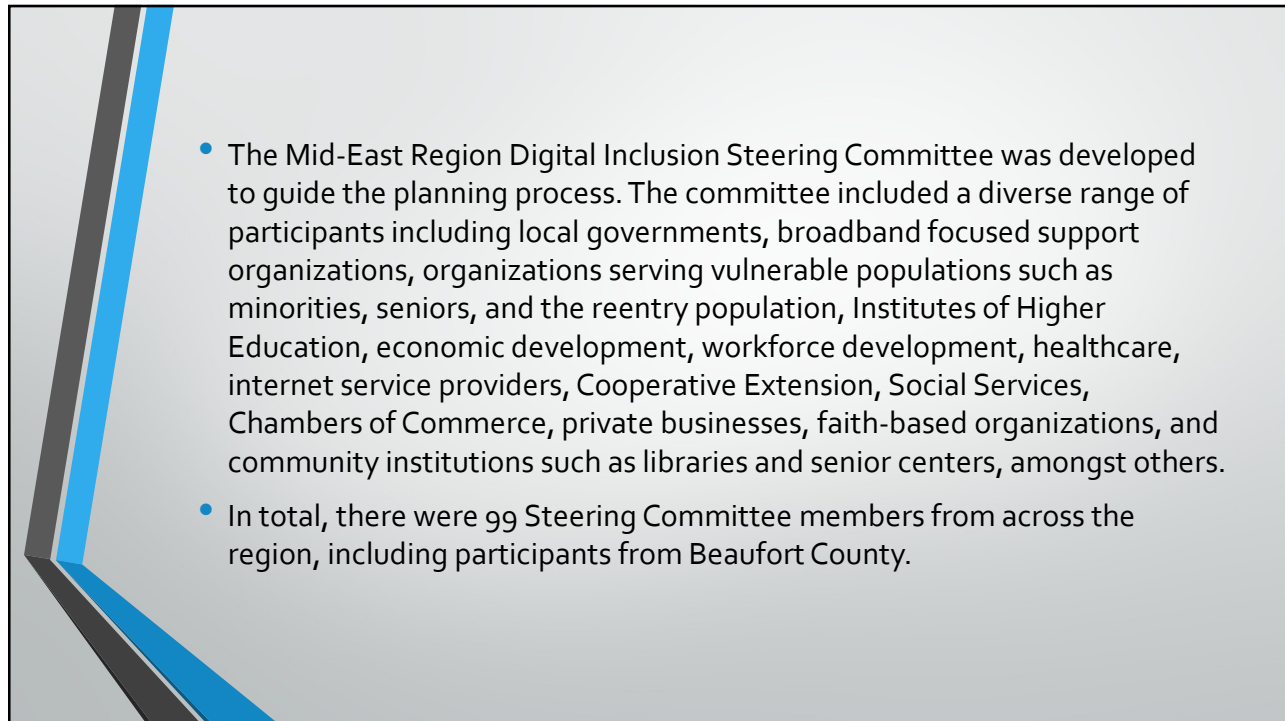 • The Mid-East Region Digital Inclusion Steering Committee was developed
to guide the planning process. The committee included a diverse range of
participants including local governments, broadband focused support
organizations, organizations serving vulnerable populations such as
minorities, seniors, and the reentry population, Institutes of Higher
Education, economic development, workforce development, healthcare,
internet service providers, Cooperative Extension, Social Services,
Chambers of Commerce, private businesses, faith-based organizations, and
community institutions such as libraries and senior centers, amongst others.
• In total, there were 99 Steering Committee members from across the
region, including participants from Beaufort County.